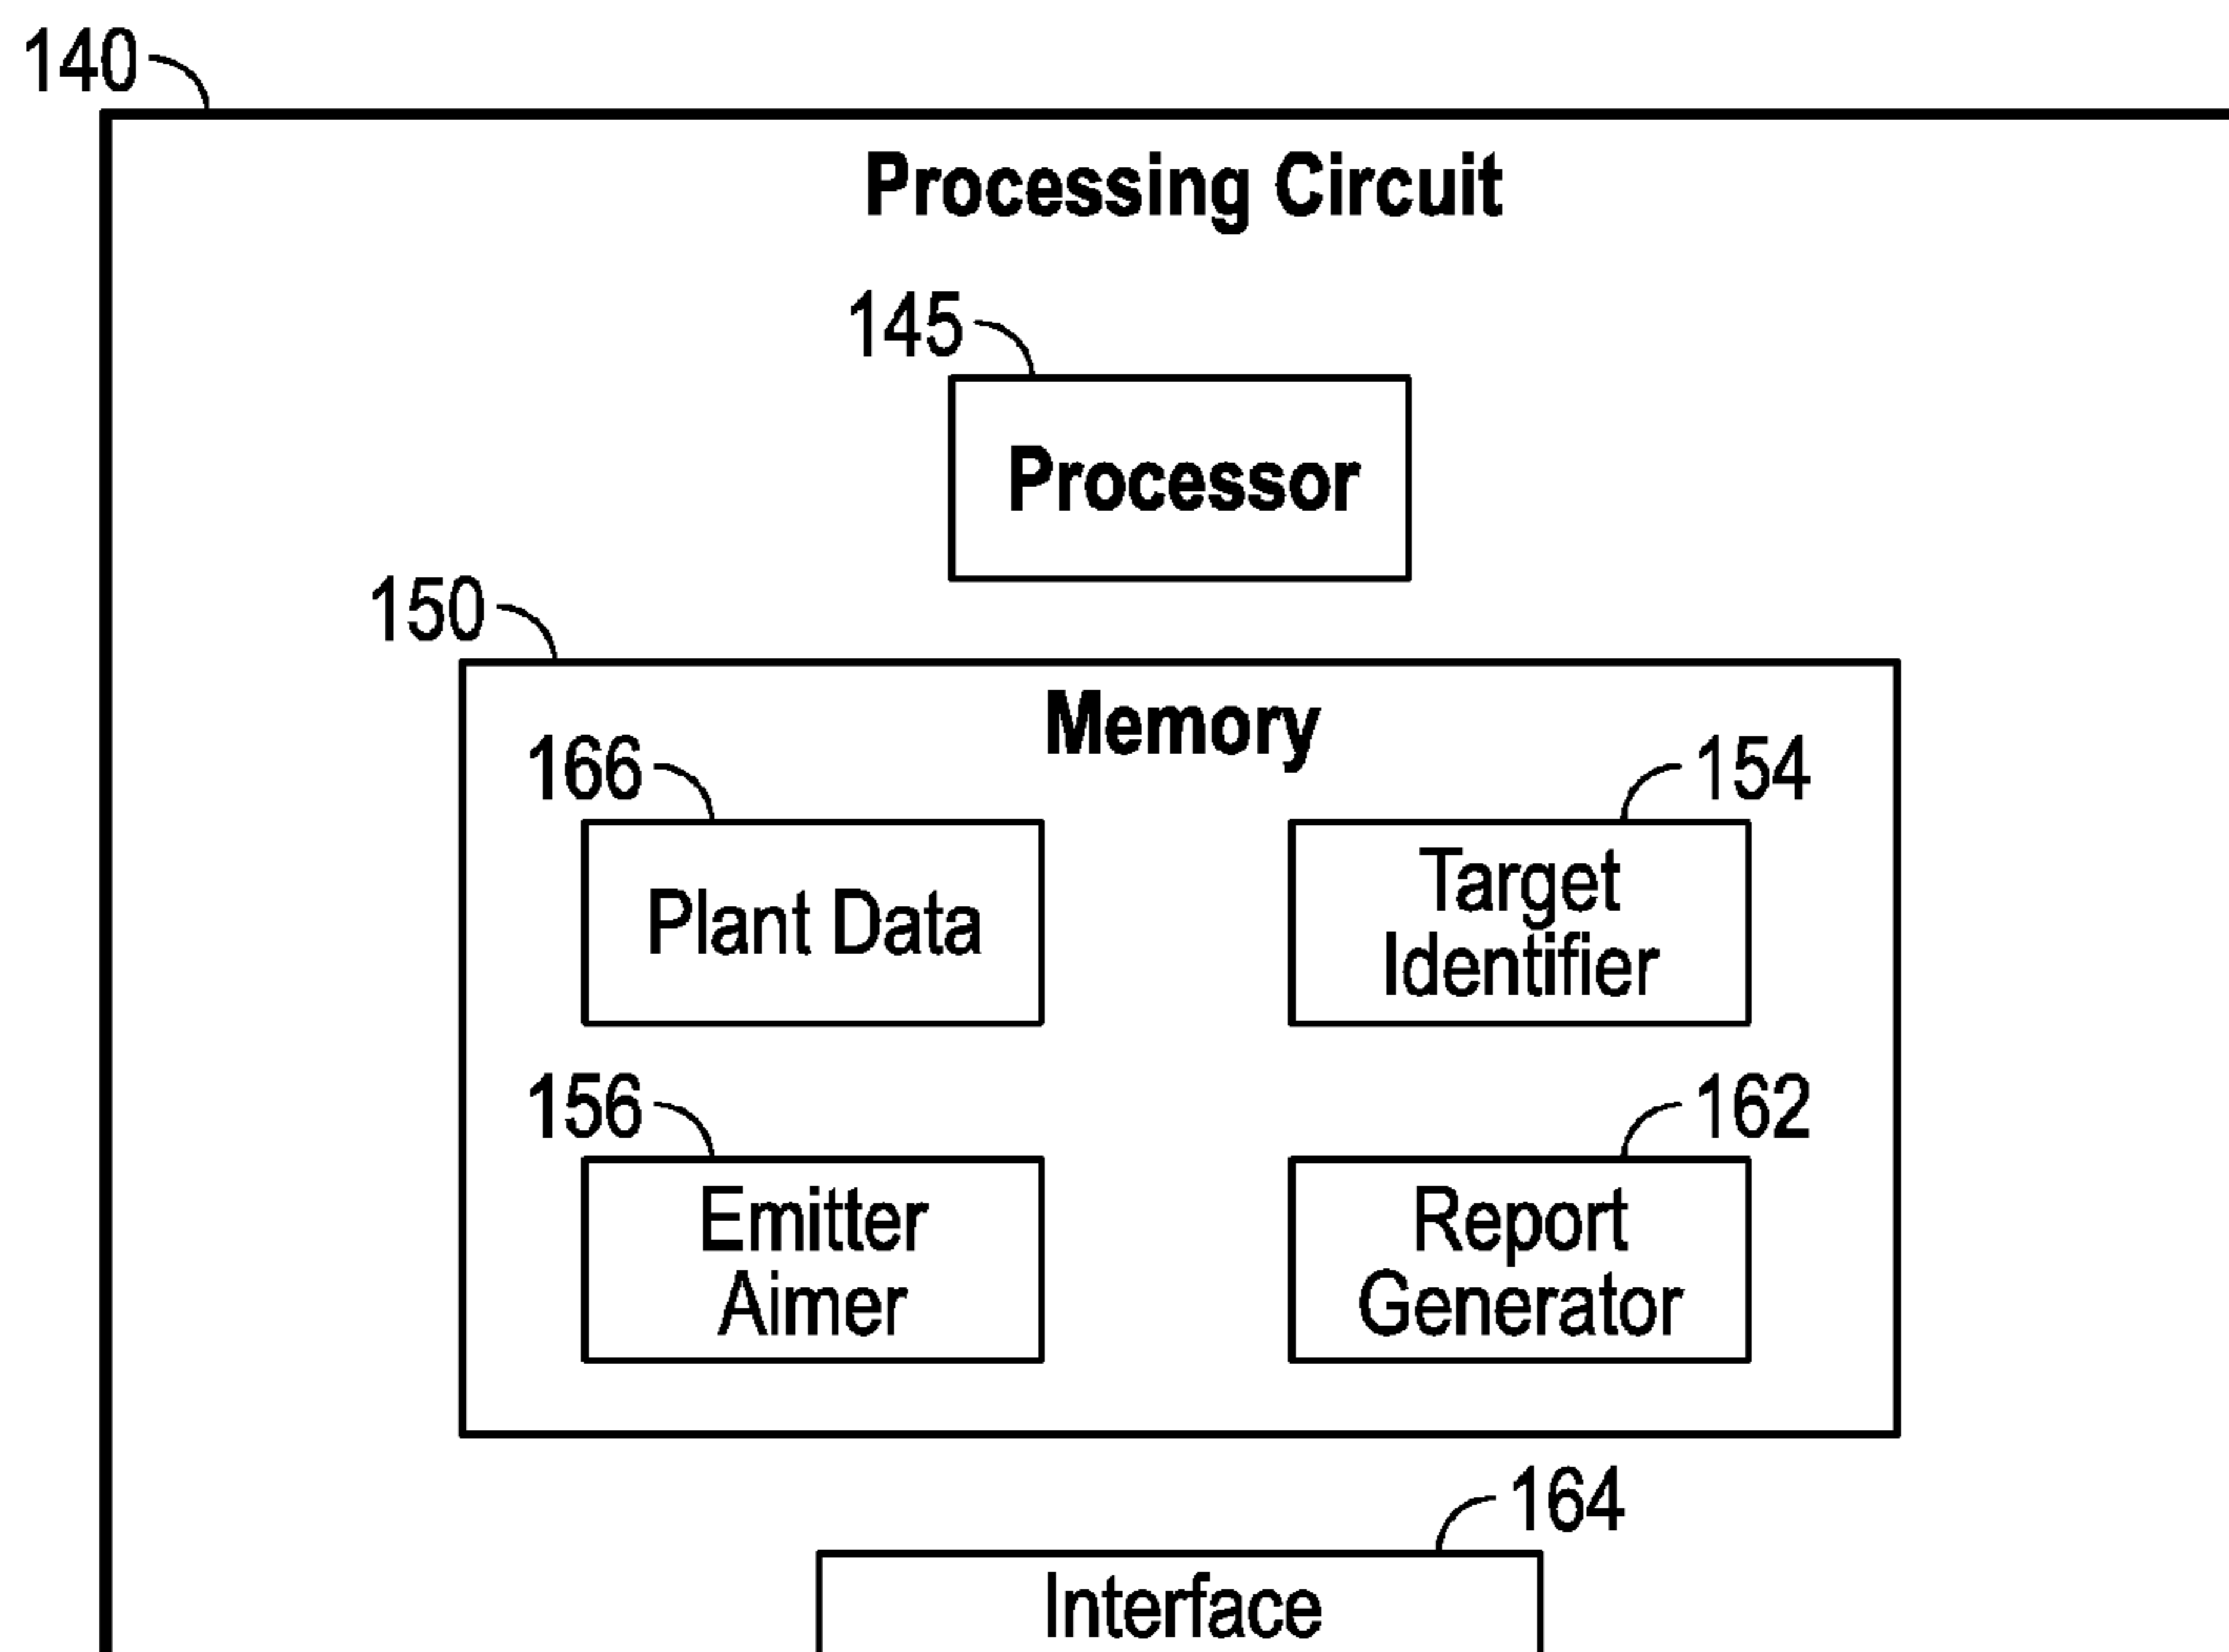 140
Processing Circuit
145
Processor
150
Memory
166
154
Plant Data
Target
Identifier
156
162
Emitter
Aimer
Report
Generator
164
Interface